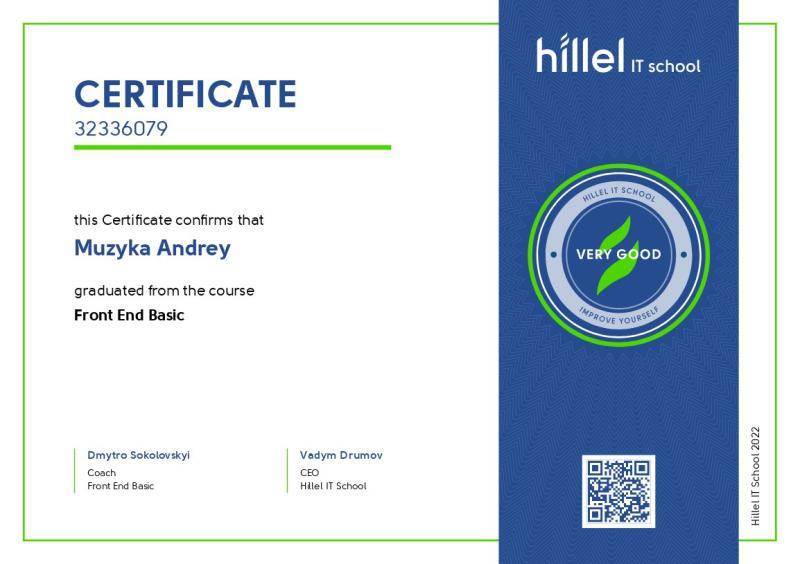 CERTIFICATE
32336079
this Certificate confirms that
Muzyka Andrey
graduated from the course
Front End Basic
Dmytro Sokolovskyi
Coach
Front End Basic
Vadym Drumov
CEO
Hillel IT School
hillel IT school
HILLEL IT SCHOOL
VERY GOOD
IMPROVE YOURSELF
Hillel IT School 2022